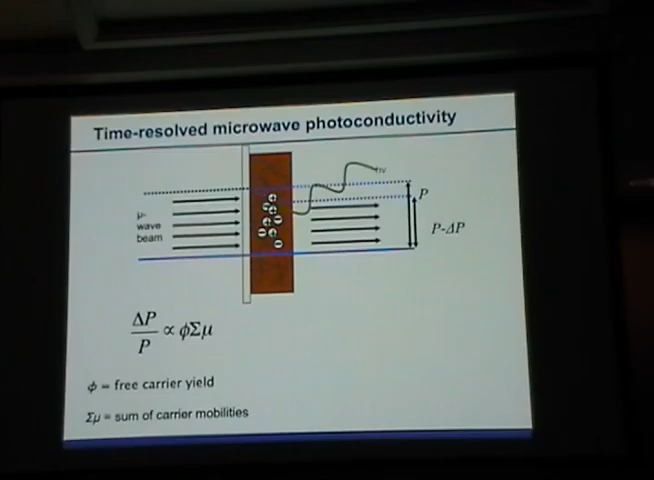 Time-resolved microwave photoconductivity
hν
P
μ-
wave
beam
P-ΔP
ΔP
P
∝ ϕΣμ
ϕ = free carrier yield
Σμ = sum of carrier mobilities